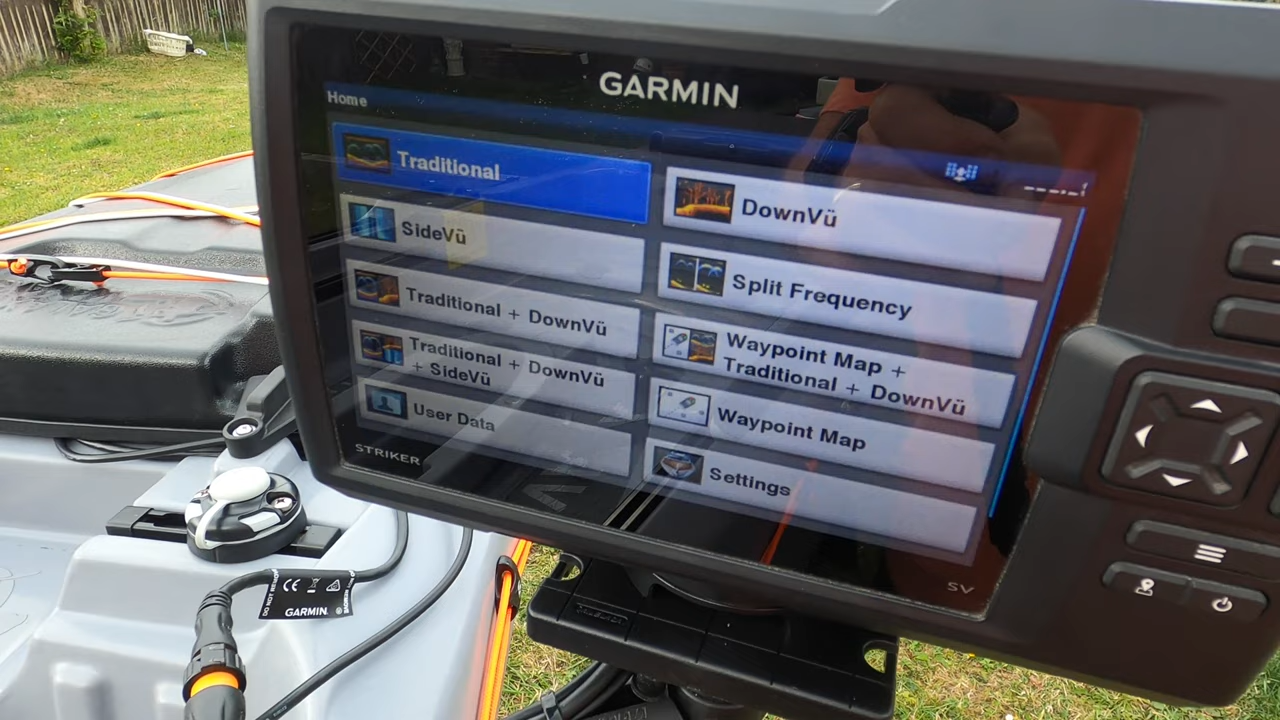 GARMIN
Home
Traditional
DownVü
SideVü
Split Frequency
Traditional + DownVü
Waypoint Map +
Traditional + DownVü
Traditional + DownVü
+ SideVü
Waypoint Map
User Data
Settings
STRIKER
SV
CE
GARMIN